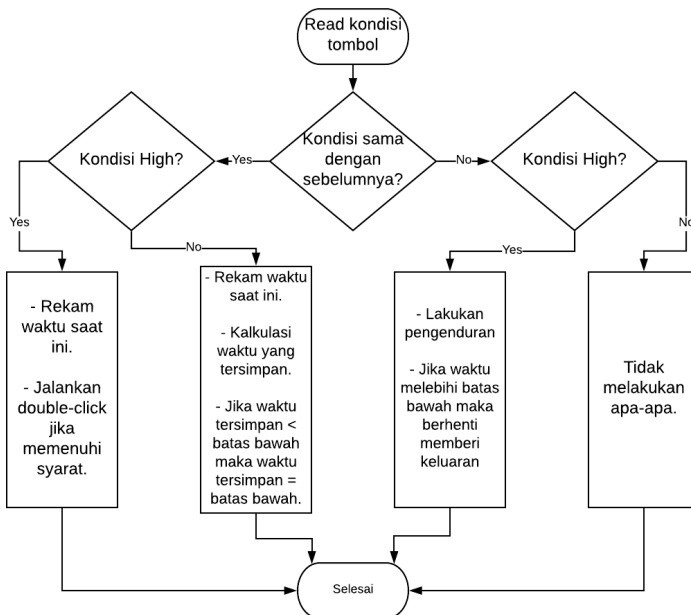 Read kondisi
tombol
Kondisi sama
dengan
sebelumnya?
Yes
No
Kondisi High?
Kondisi High?
Yes
No
Yes
No
- Rekam
waktu saat
ini.
- Jalankan
double-click
jika
memenuhi
syarat.
- Rekam waktu
saat ini.
- Kalkulasi
waktu yang
tersimpan.
- Jika waktu
tersimpan <
batas bawah
maka waktu
tersimpan =
batas bawah.
- Lakukan
pengenduran
- Jika waktu
melebihi batas
bawah maka
berhenti
memberi
keluaran
Tidak
melakukan
apa-apa.
Selesai